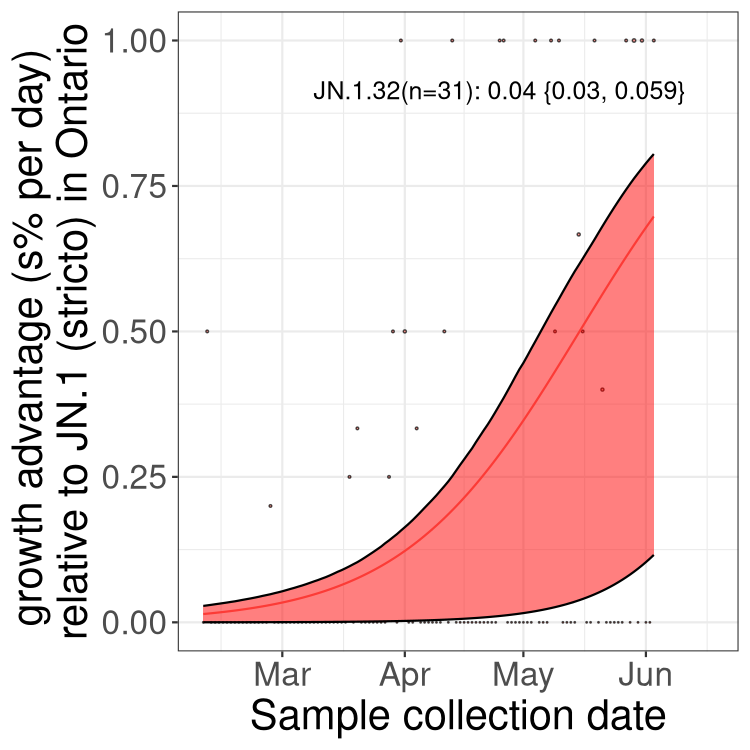 growth advantage (s% per day)
relative to JN.1 (stricto) in Ontario
1.00
0.75
0.50
0.25
0.00
JN.1.32(n=31): 0.04 {0.03, 0.059}
Mar Apr May Jun
Sample collection date